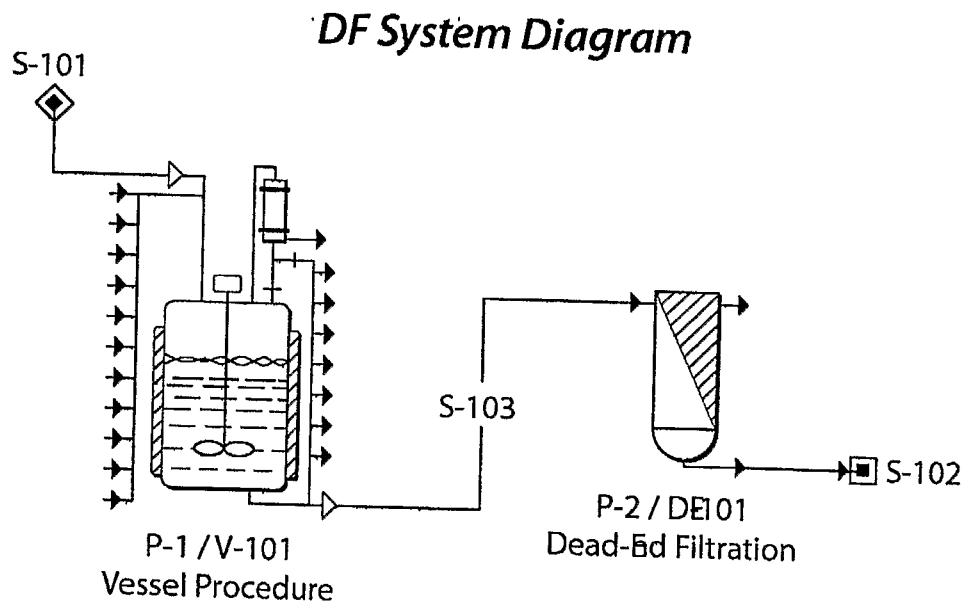 DF System Diagram
S-101
S-103
S-102
P-1 / V-101
Vessel Procedure
P-2 / DE101
Dead-Ed Filtration